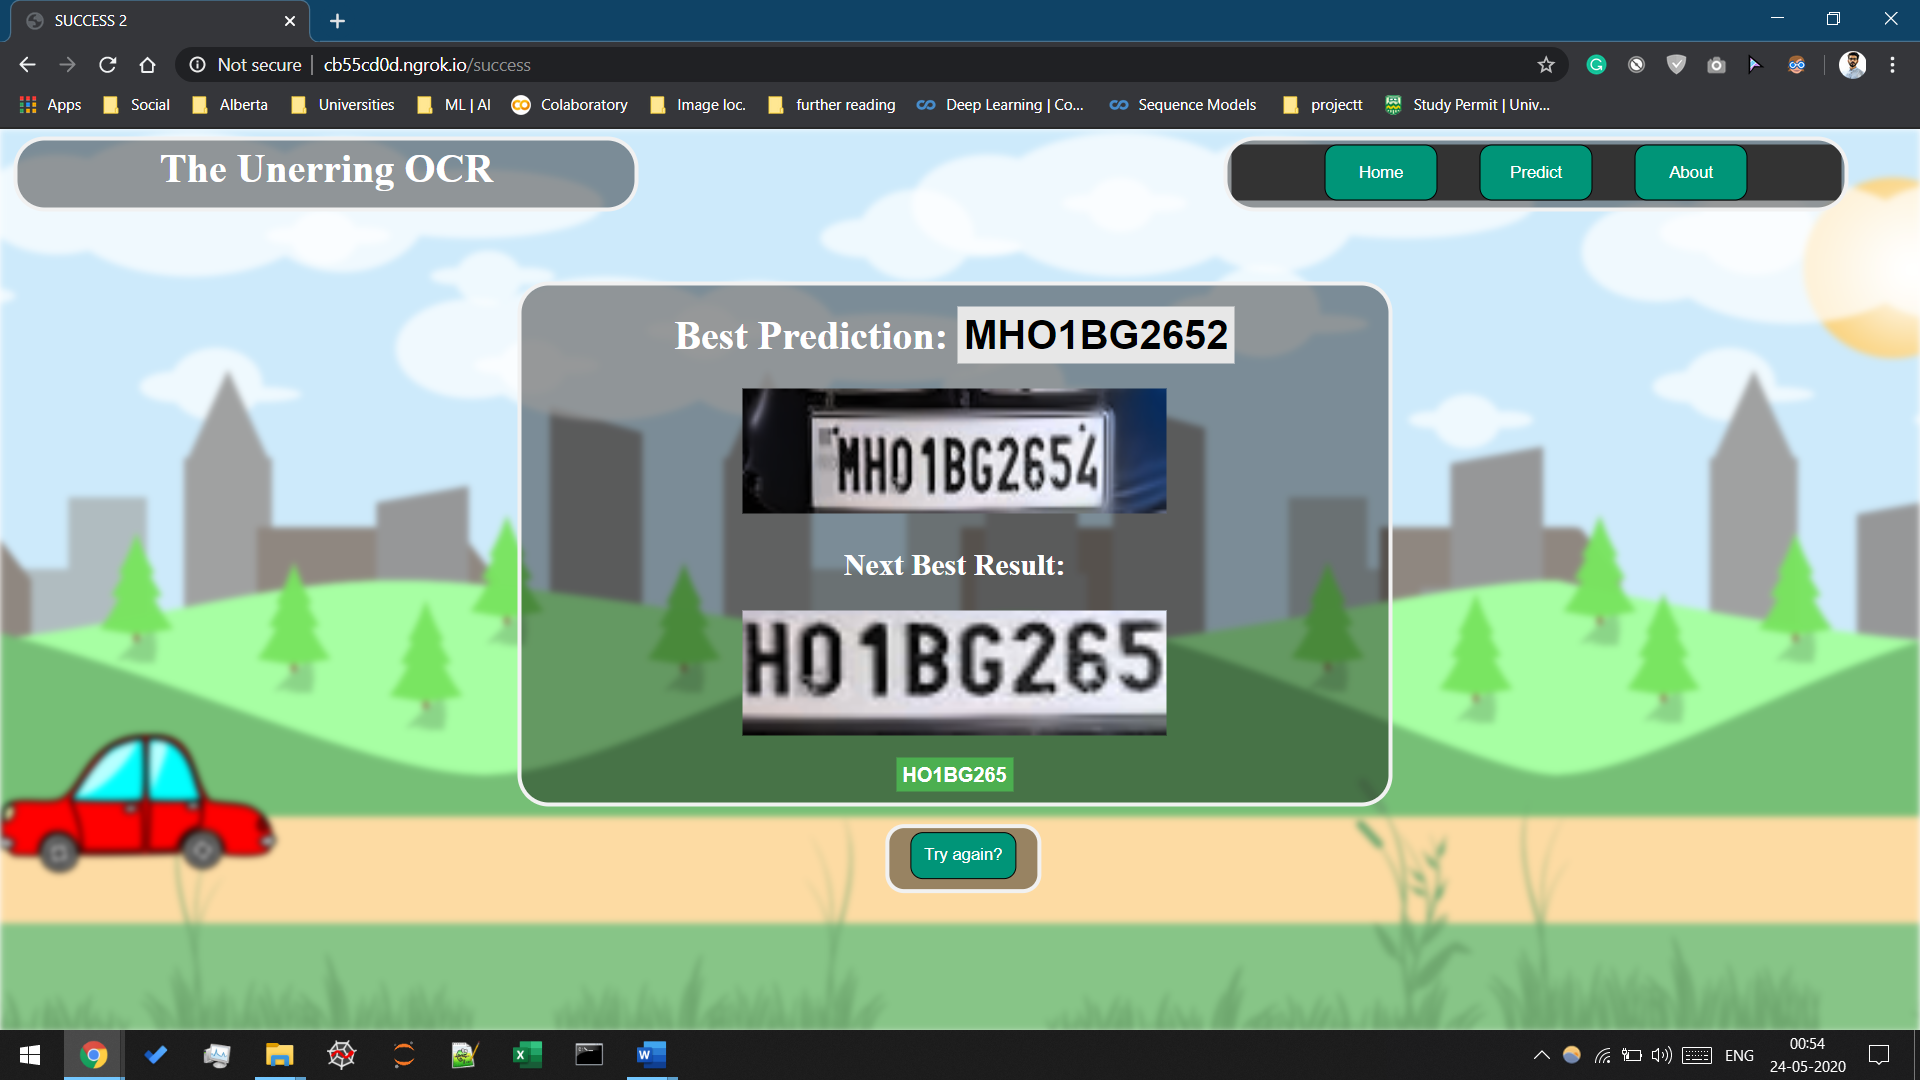 SUCCESS 2
Not secure | cb55cd0d.ngrok.io/success
Apps Social Alberta Universities ML | AI Colaboratory Image loc. further reading Deep Learning | Co... Sequence Models projectt Study Permit | Univ...
The Unerring OCR
Home Predict About
Best Prediction: MHO1BG2652
MH01BG2654
Next Best Result:
H01BG265
HO1BG265
Try again?
ENG
00:54
24-05-2020